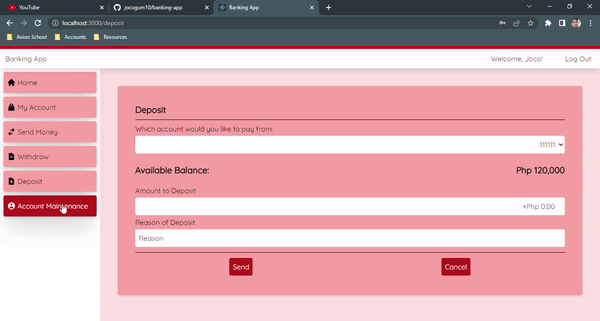 YouTube
jocogum10/banking-app
Banking App
localhost:3000/deposit
Avion School
Accounts
Resources
Banking App
Welcome, Joco!
Log Out
Home
My Account
Send Money
Withdraw
Deposit
Account Maintenance
Deposit
Which account would you like to pay from:
111111
Available Balance:
Php 120,000
Amount to Deposit
+Php 0.00
Reason of Deposit
Reason
Send
Cancel